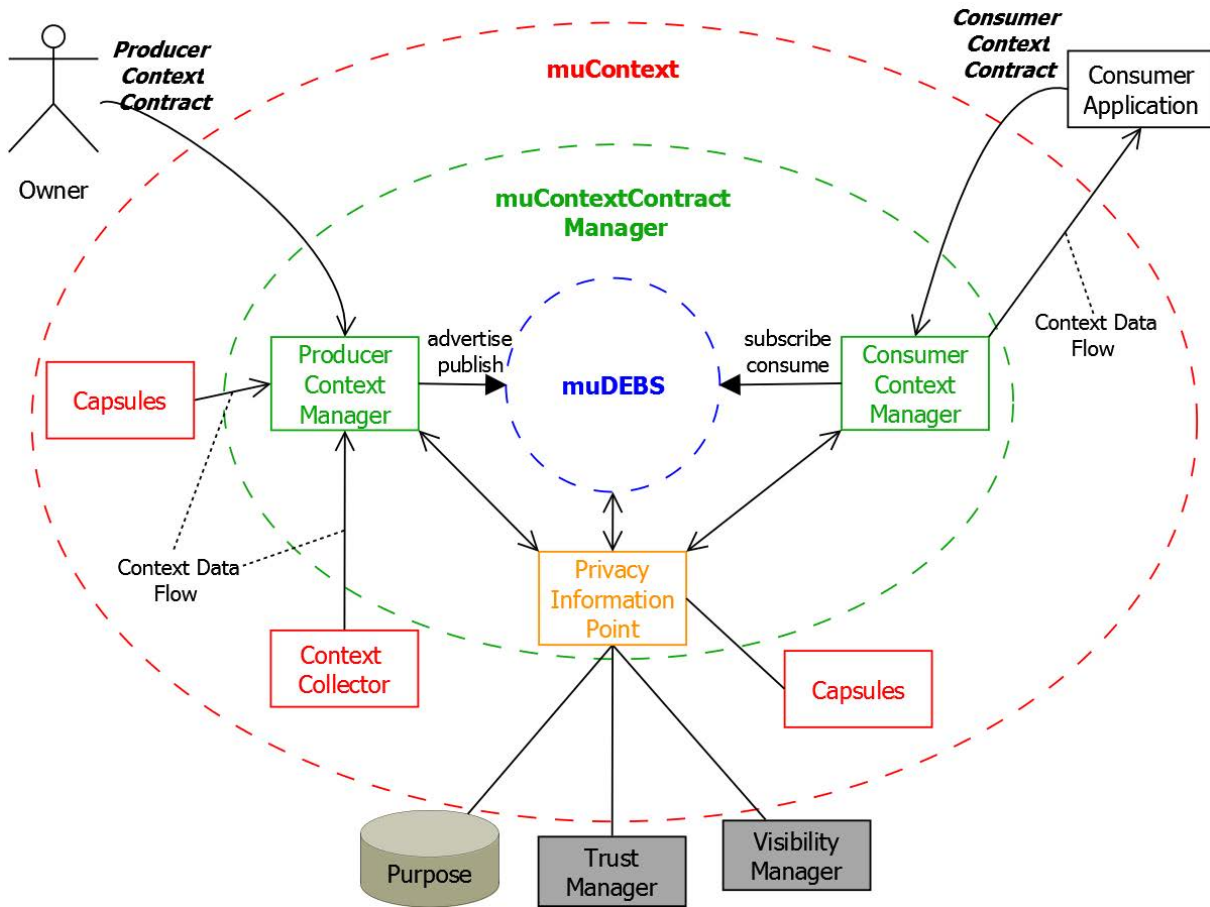 Producer
Context
Contract
Owner
muContext
Consumer
Context
Contract
Consumer
Application
muContextContract
Manager
Producer
Context
Manager
advertise
publish
muDEBS
subscribe
consume
Consumer
Context
Manager
Context Data
Flow
Capsules
Context Data
Flow
Context
Collector
Privacy
Information
Point
Capsules
Purpose
Trust
Manager
Visibility
Manager